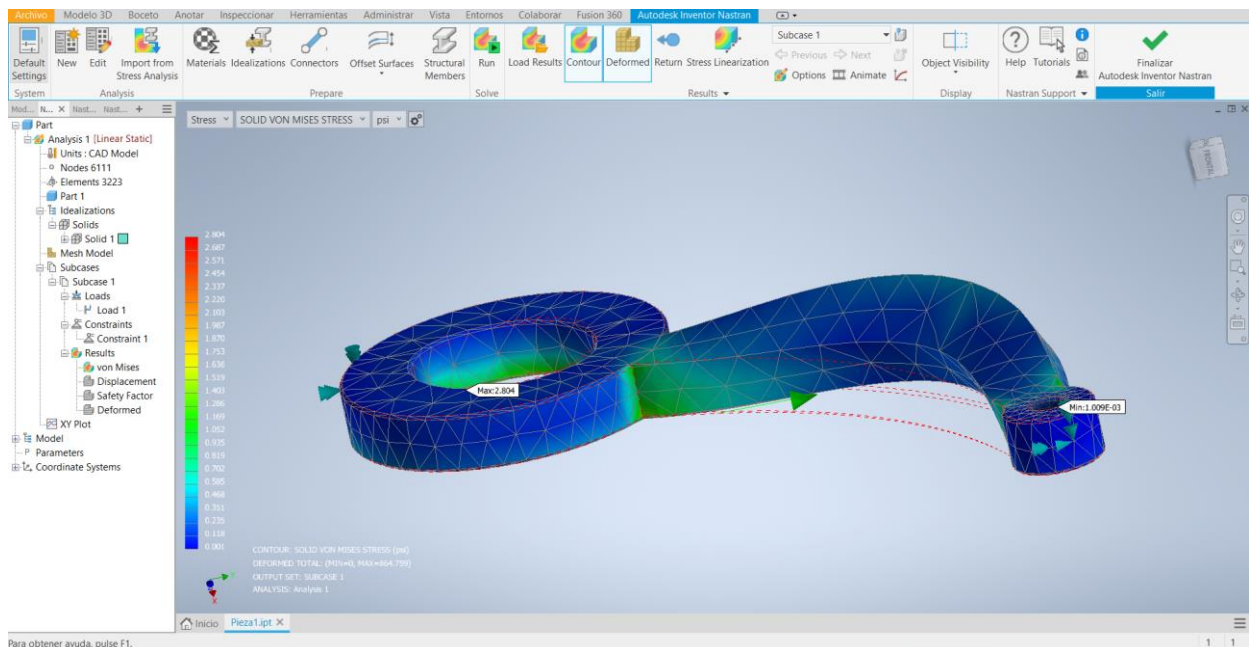 Archivo Modelo 3D Boceto Anotar Inspeccionar Herramientas Administrar Vista Entornos Colaborar Fusion 360 Autodesk Inventor Nastran
Default Settings
New
Edit
Import from Stress Analysis
Materials
Idealizations
Connectors
Offset Surfaces
Structural Members
Run
Load Results
Contour
Deformed
Return
Stress Linearization
Subcase 1
Previous Next
Options Animate
Object Visibility
Help
Tutorials
Finalizar
Autodesk Inventor Nastran
System Analysis Prepare Solve Results Display Nastran Support Salir
Mod... N... X Nast... Nast... +
Stress SOLID VON MISES STRESS psi
Part
Analysis 1 [Linear Static]
Units : CAD Model
Nodes 6111
Elements 3223
Part 1
Idealizations
Solids
Solid 1
Mesh Model
Subcases
Subcase 1
Loads
Load 1
Constraints
Constraint 1
Results
von Mises
Displacement
Safety Factor
Deformed
XY Plot
Model
Parameters
Coordinate Systems
2.804
2.687
2.571
2.454
2.337
2.220
2.103
1.987
1.870
1.753
1.636
1.519
1.403
1.286
1.169
1.052
0.935
0.819
0.702
0.585
0.468
0.351
0.235
0.118
0.001
Max:2.804
Min:1.009E-03
CONTOUR: SOLID VON MISES STRESS (psi)
DEFORMED TOTAL: (MIN=0, MAX=864.759)
OUTPUT SET: SUBCASE 1
ANALYSIS: Analysis 1
Y
X
Inicio Pieza1.ipt X
Para obtener ayuda, pulse F1. 1 1